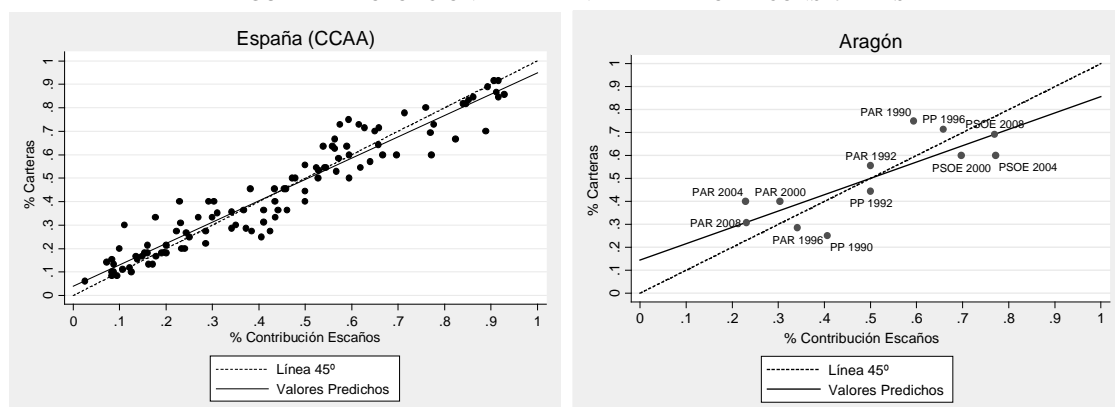 España (CCAA)
% Carteras
0 .1 .2 .3 .4 .5 .6 .7 .8 .9 1
0 .1 .2 .3 .4 .5 .6 .7 .8 .9 1
% Contribución Escaños
Línea 45º
Valores Predichos
Aragón
% Carteras
0 .1 .2 .3 .4 .5 .6 .7 .8 .9 1
PAR 1990
PP 1996
PSOE 2008
PAR 1992
PSOE 2000
PSOE 2004
PAR 2004
PAR 2000
PP 1992
PAR 2008
PAR 1996
PP 1990
0 .1 .2 .3 .4 .5 .6 .7 .8 .9 1
% Contribución Escaños
Línea 45º
Valores Predichos